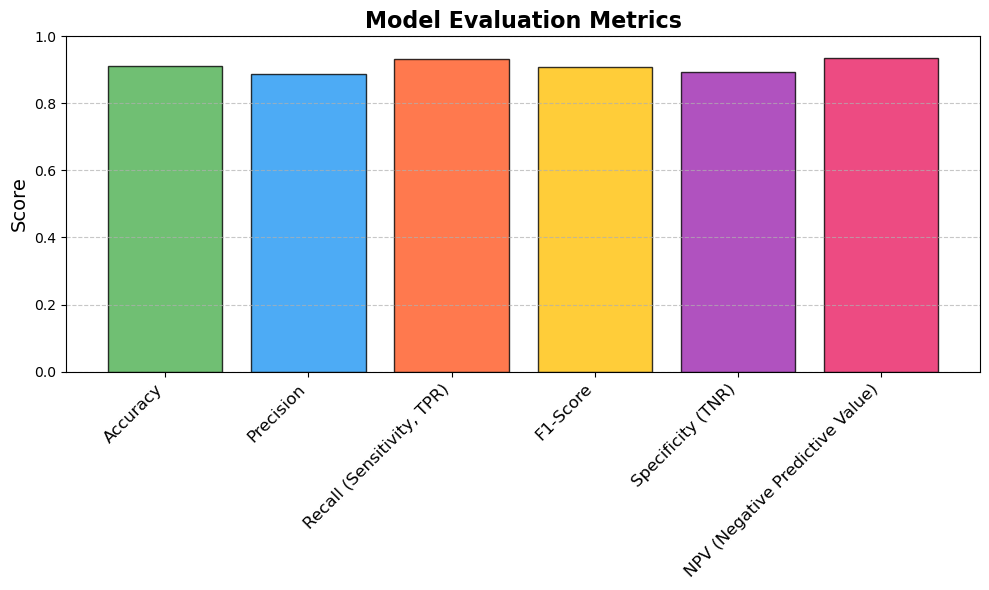 Model Evaluation Metrics
Score
1.0
0.8
0.6
0.4
0.2
0.0
Accuracy
Precision
Recall (Sensitivity, TPR)
F1-Score
Specificity (TNR)
NPV (Negative Predictive Value)